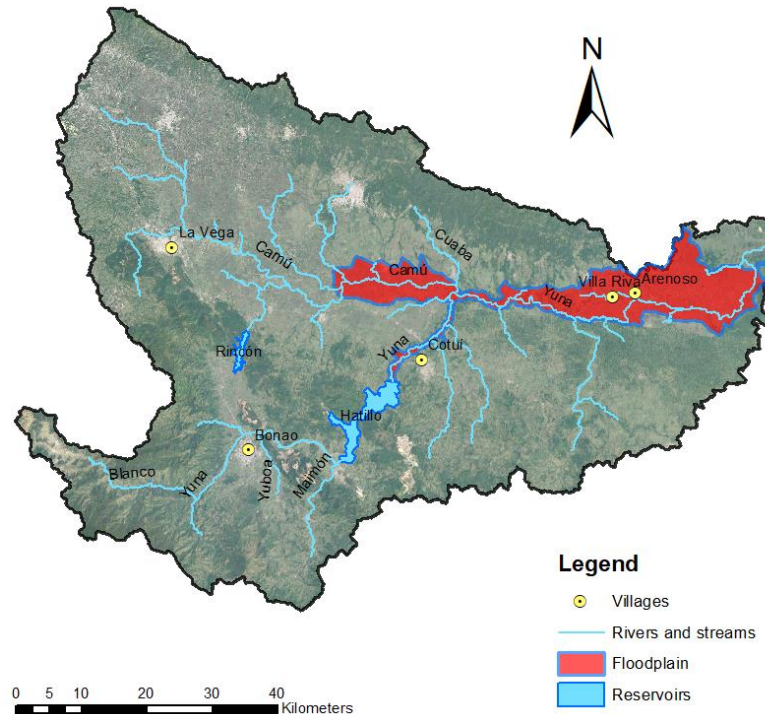 N
La Vega
Camú
Cuaba
Camú
Villa Riva
Arenoso
Yuna
Rincón
Yuna
Cotuí
Hatillo
Bonao
Blanco
Yuna
Yuboa
Maimón
Legend
Villages
Rivers and streams
Floodplain
Reservoirs
0 5 10 20 30 40
Kilometers